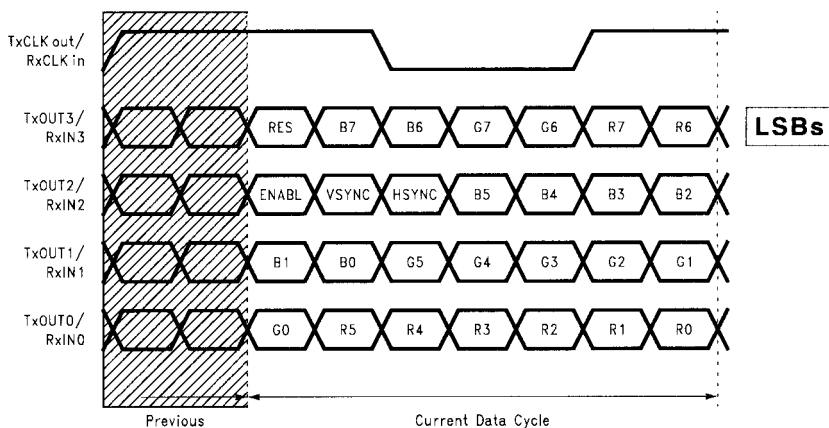 TxCLK out/
RxCLK in
TxOUT3/
RxIN3
RES B7 B6 G7 G6 R7 R6
LSBs
TxOUT2/
RxIN2
ENABL VSYNC HSYNC B5 B4 B3 B2
TxOUT1/
RxIN1
B1 B0 G5 G4 G3 G2 G1
TxOUT0/
RxIN0
G0 R5 R4 R3 R2 R1 R0
Previous
Current Data Cycle